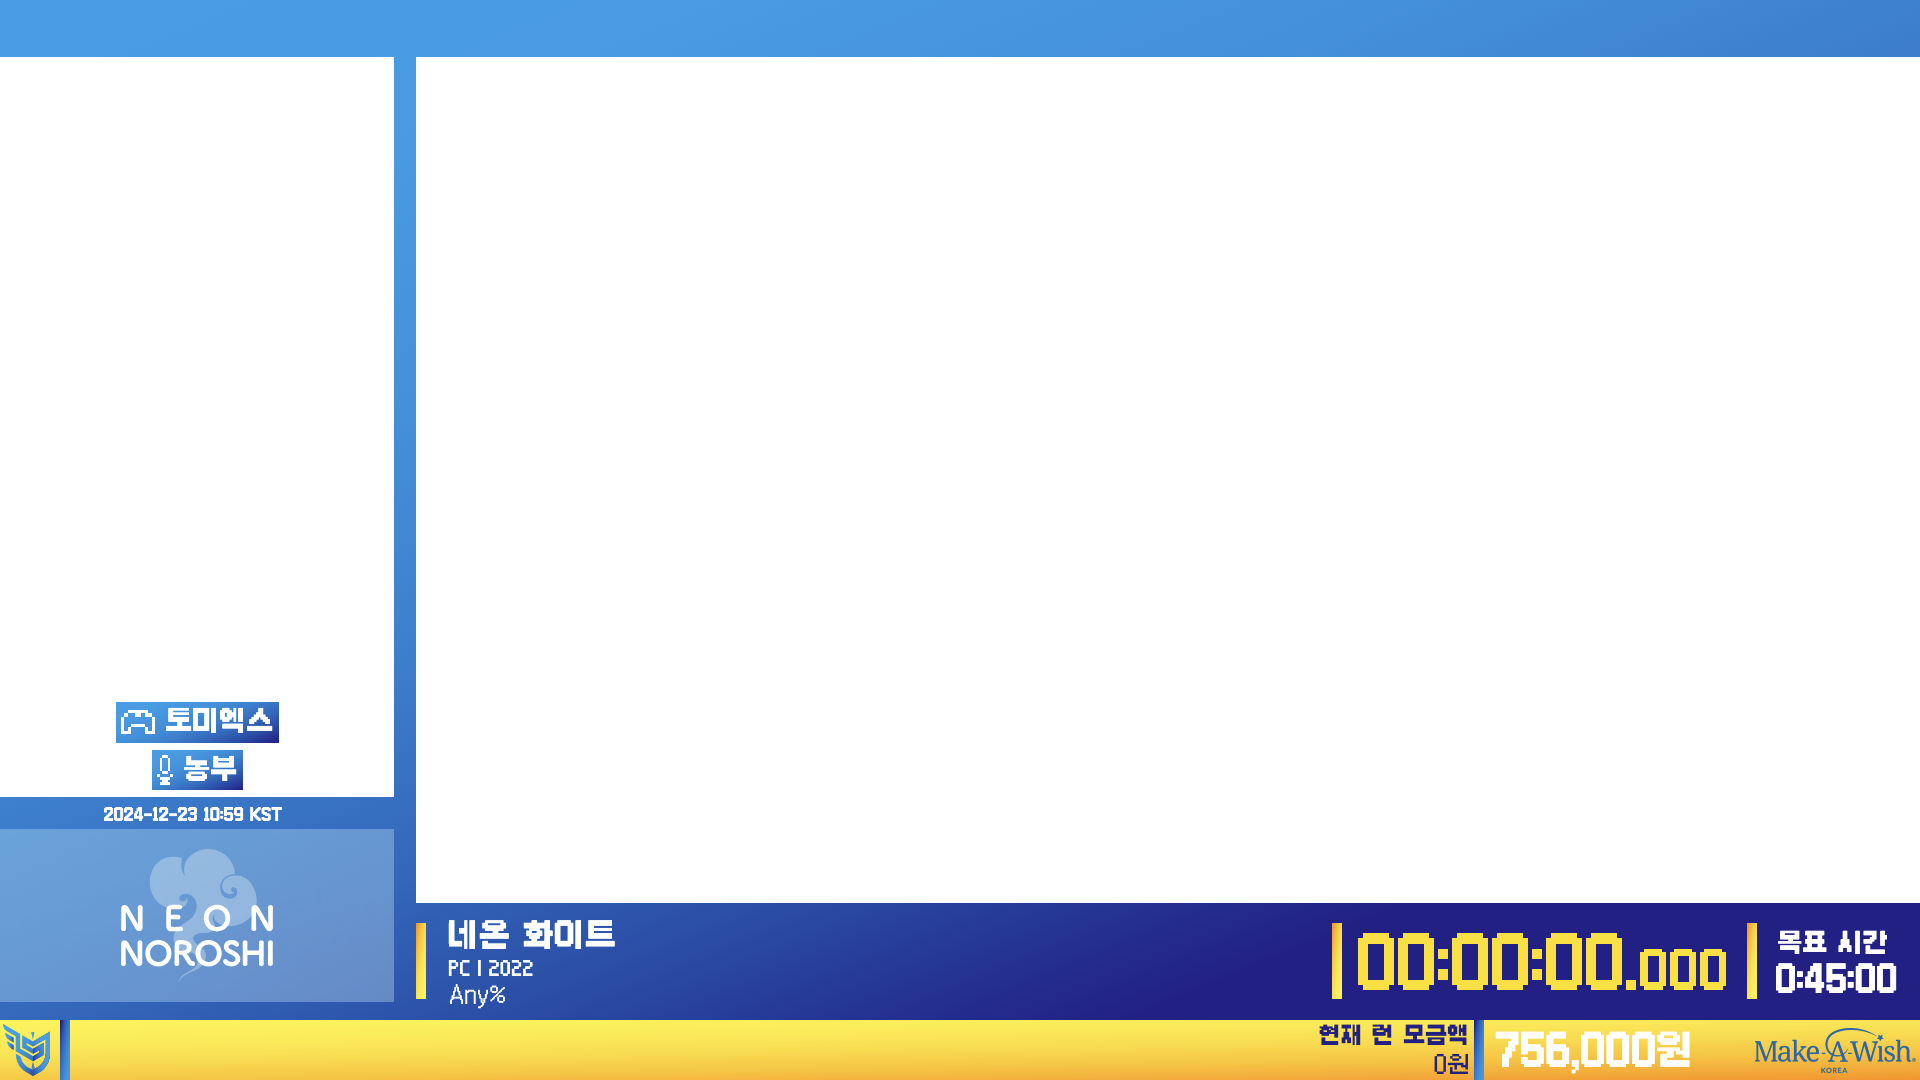 토미엑스
농부
2024-12-23 10:59 KST
NEON
NOROSHI
네온 화이트
PC | 2022
Any%
00:00:00.000
목표 시간
0:45:00
현재 런 모금액
0원
756,000원
Make-A-Wish.
KOREA